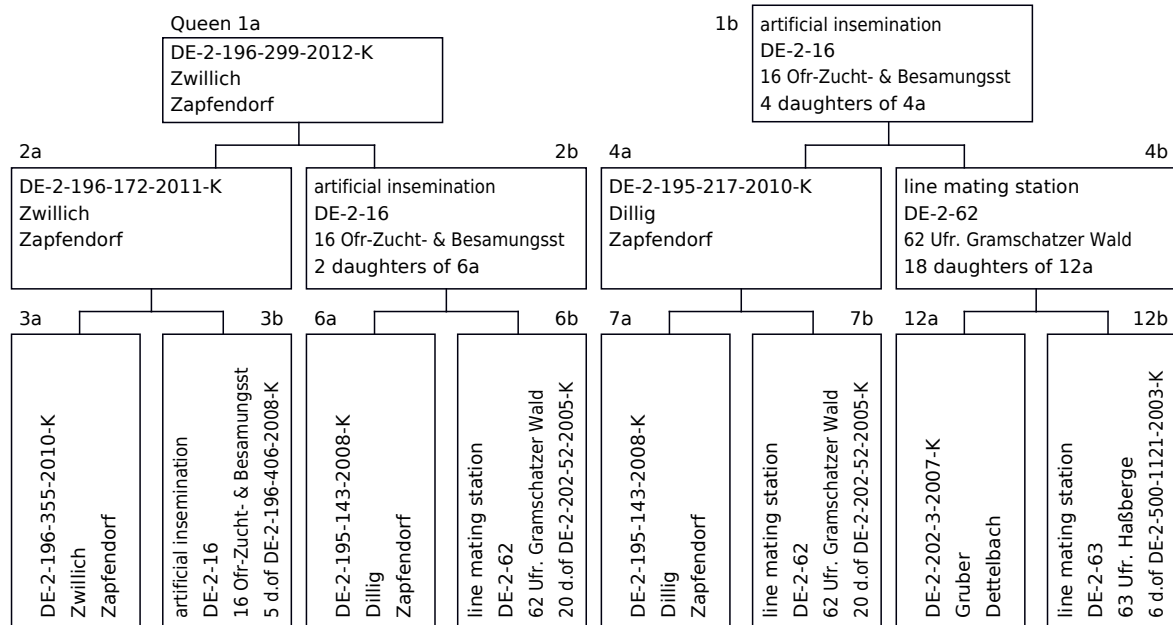 Queen 1a
DE-2-196-299-2012-K
Zwillich
Zapfendorf
1b
artificial insemination
DE-2-16
16 Ofr-Zucht- & Besamungsst
4 daughters of 4a
2a
DE-2-196-172-2011-K
Zwillich
Zapfendorf
2b
artificial insemination
DE-2-16
16 Ofr-Zucht- & Besamungsst
2 daughters of 6a
4a
DE-2-195-217-2010-K
Dillig
Zapfendorf
4b
line mating station
DE-2-62
62 Ufr. Gramschatzer Wald
18 daughters of 12a
3a
DE-2-196-355-2010-K
Zwillich
Zapfendorf
3b
artificial insemination
DE-2-16
16 Ofr-Zucht- & Besamungsst
5 d.of DE-2-196-406-2008-K
6a
DE-2-195-143-2008-K
Dillig
Zapfendorf
6b
line mating station
DE-2-62
62 Ufr. Gramschatzer Wald
20 d.of DE-2-202-52-2005-K
7a
DE-2-195-143-2008-K
Dillig
Zapfendorf
7b
line mating station
DE-2-62
62 Ufr. Gramschatzer Wald
20 d.of DE-2-202-52-2005-K
12a
DE-2-202-3-2007-K
Gruber
Dettelbach
12b
line mating station
DE-2-63
63 Ufr. Haßberge
6 d.of DE-2-500-1121-2003-K